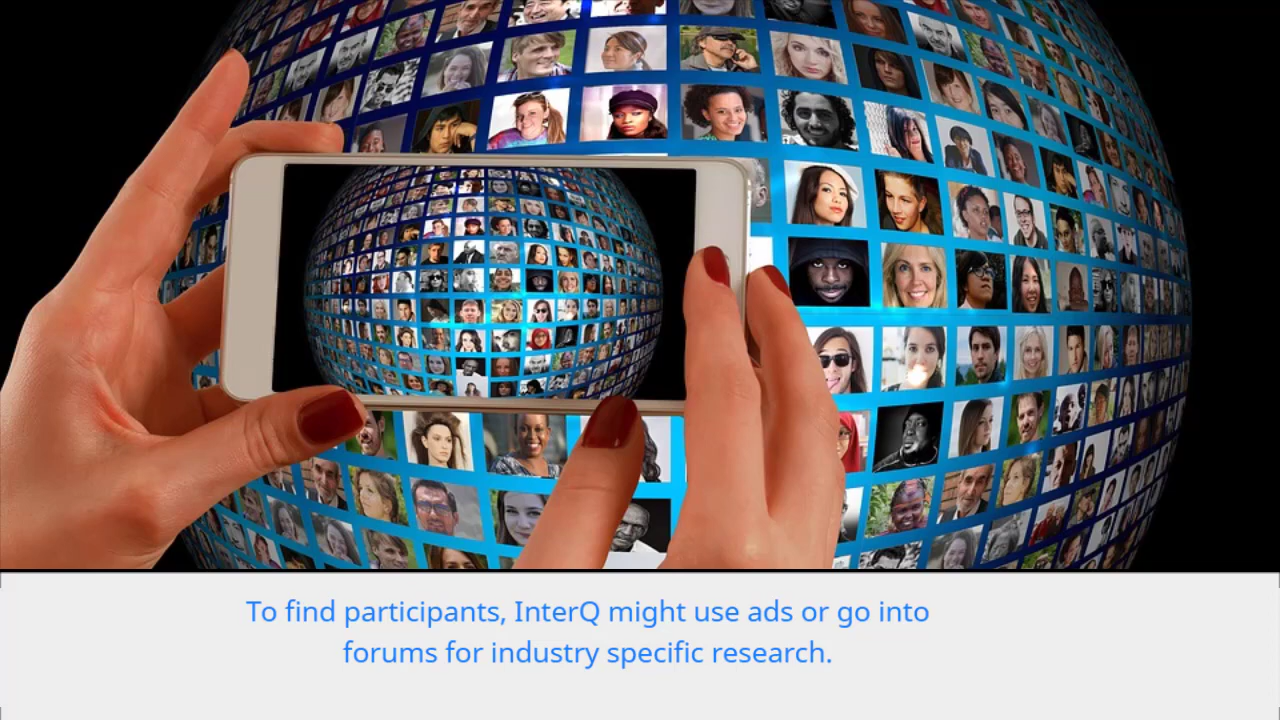 To find participants, InterQ might use ads or go into
forums for industry specific research.